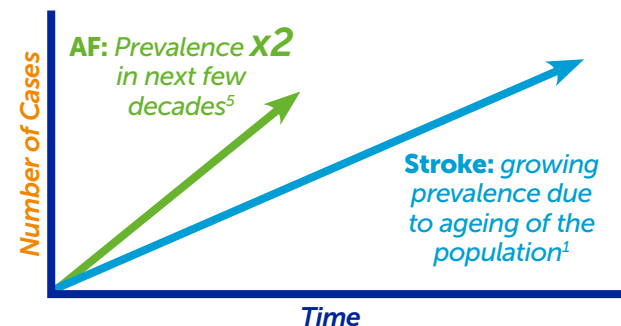 AF: Prevalence x2
in next few
decades5
Number of Cases
Stroke: growing
prevalence due
to ageing of the
population1
Time